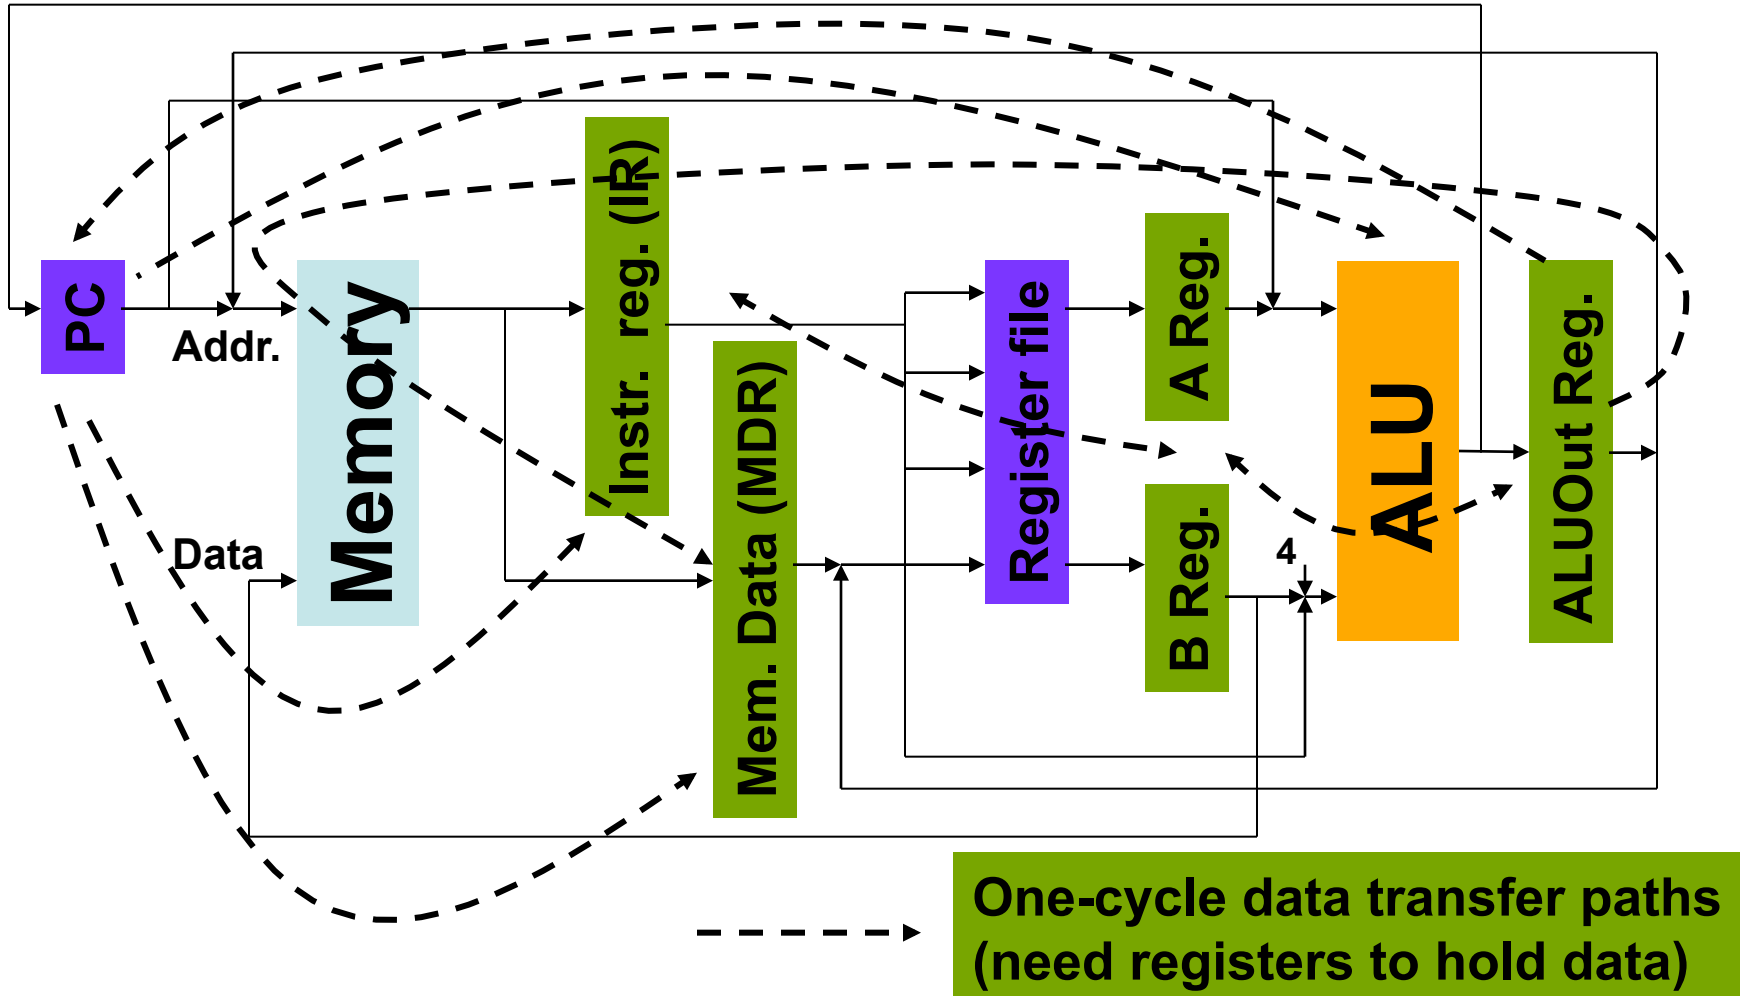 PC
Addr.
Data
Memory
Instr. reg. (IR)
Mem. Data (MDR)
Register file
A Reg.
B Reg.
4
ALU
ALUOut Reg.
One-cycle data transfer paths
(need registers to hold data)